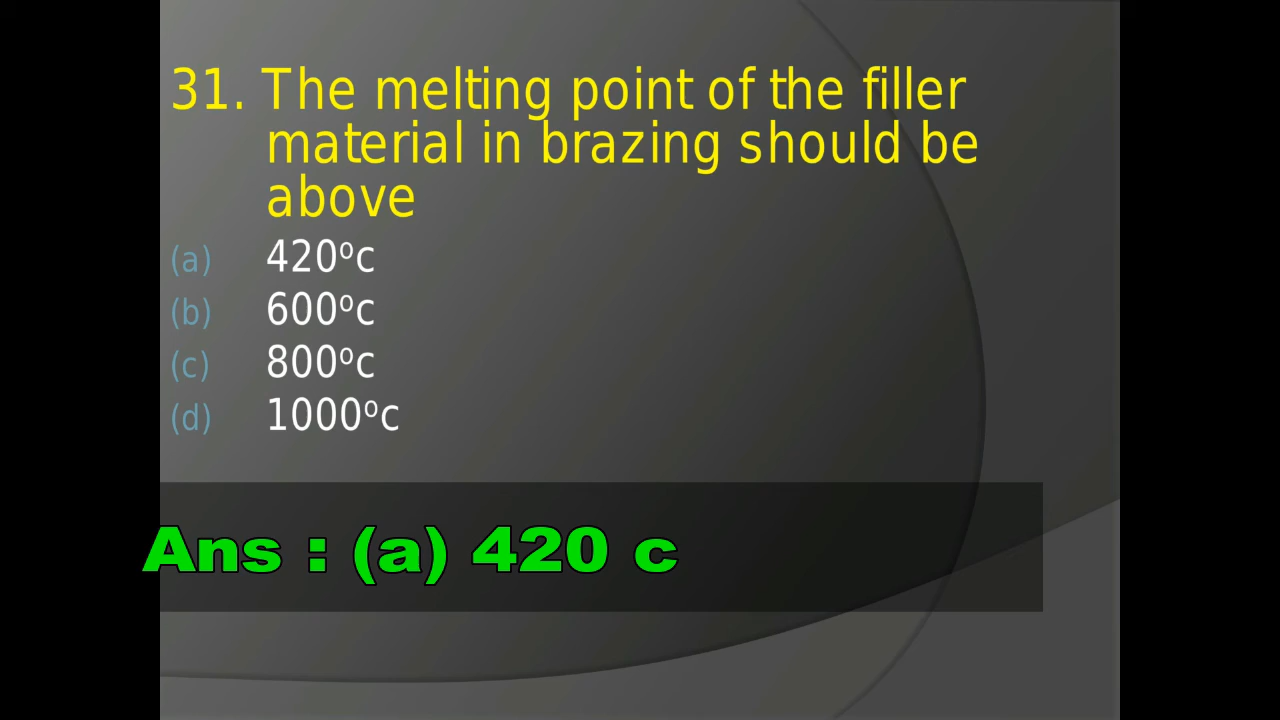 31. The melting point of the filler
material in brazing should be
above
(a) 420ºc
(b) 600ºc
(c) 800ºc
(d) 1000ºc
Ans : (a) 420 c